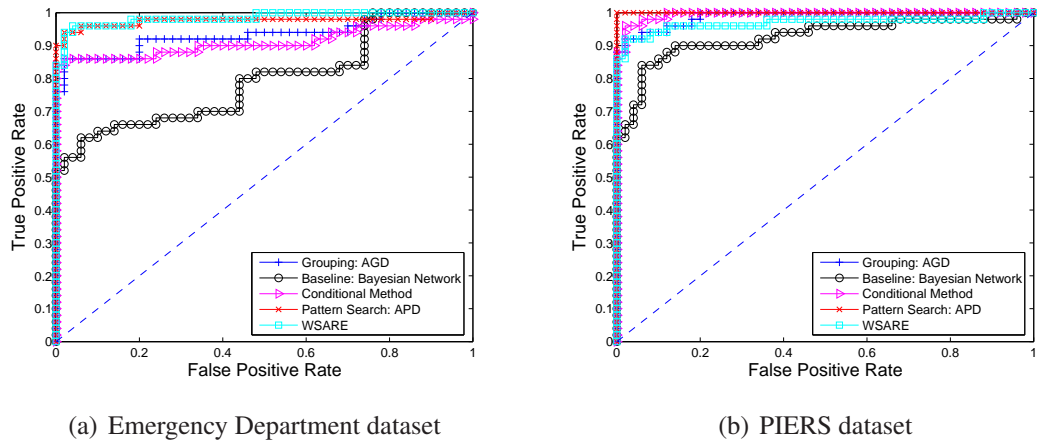 1
0.9
0.8
0.7
0.6
0.5
0.4
0.3
0.2
0.1
0
True Positive Rate
0 0.2 0.4 0.6 0.8 1
False Positive Rate
Grouping: AGD
Baseline: Bayesian Network
Conditional Method
Pattern Search: APD
WSARE
(a) Emergency Department dataset
1
0.9
0.8
0.7
0.6
0.5
0.4
0.3
0.2
0.1
0
True Positive Rate
0 0.2 0.4 0.6 0.8 1
False Positive Rate
Grouping: AGD
Baseline: Bayesian Network
Conditional Method
Pattern Search: APD
WSARE
(b) PIERS dataset